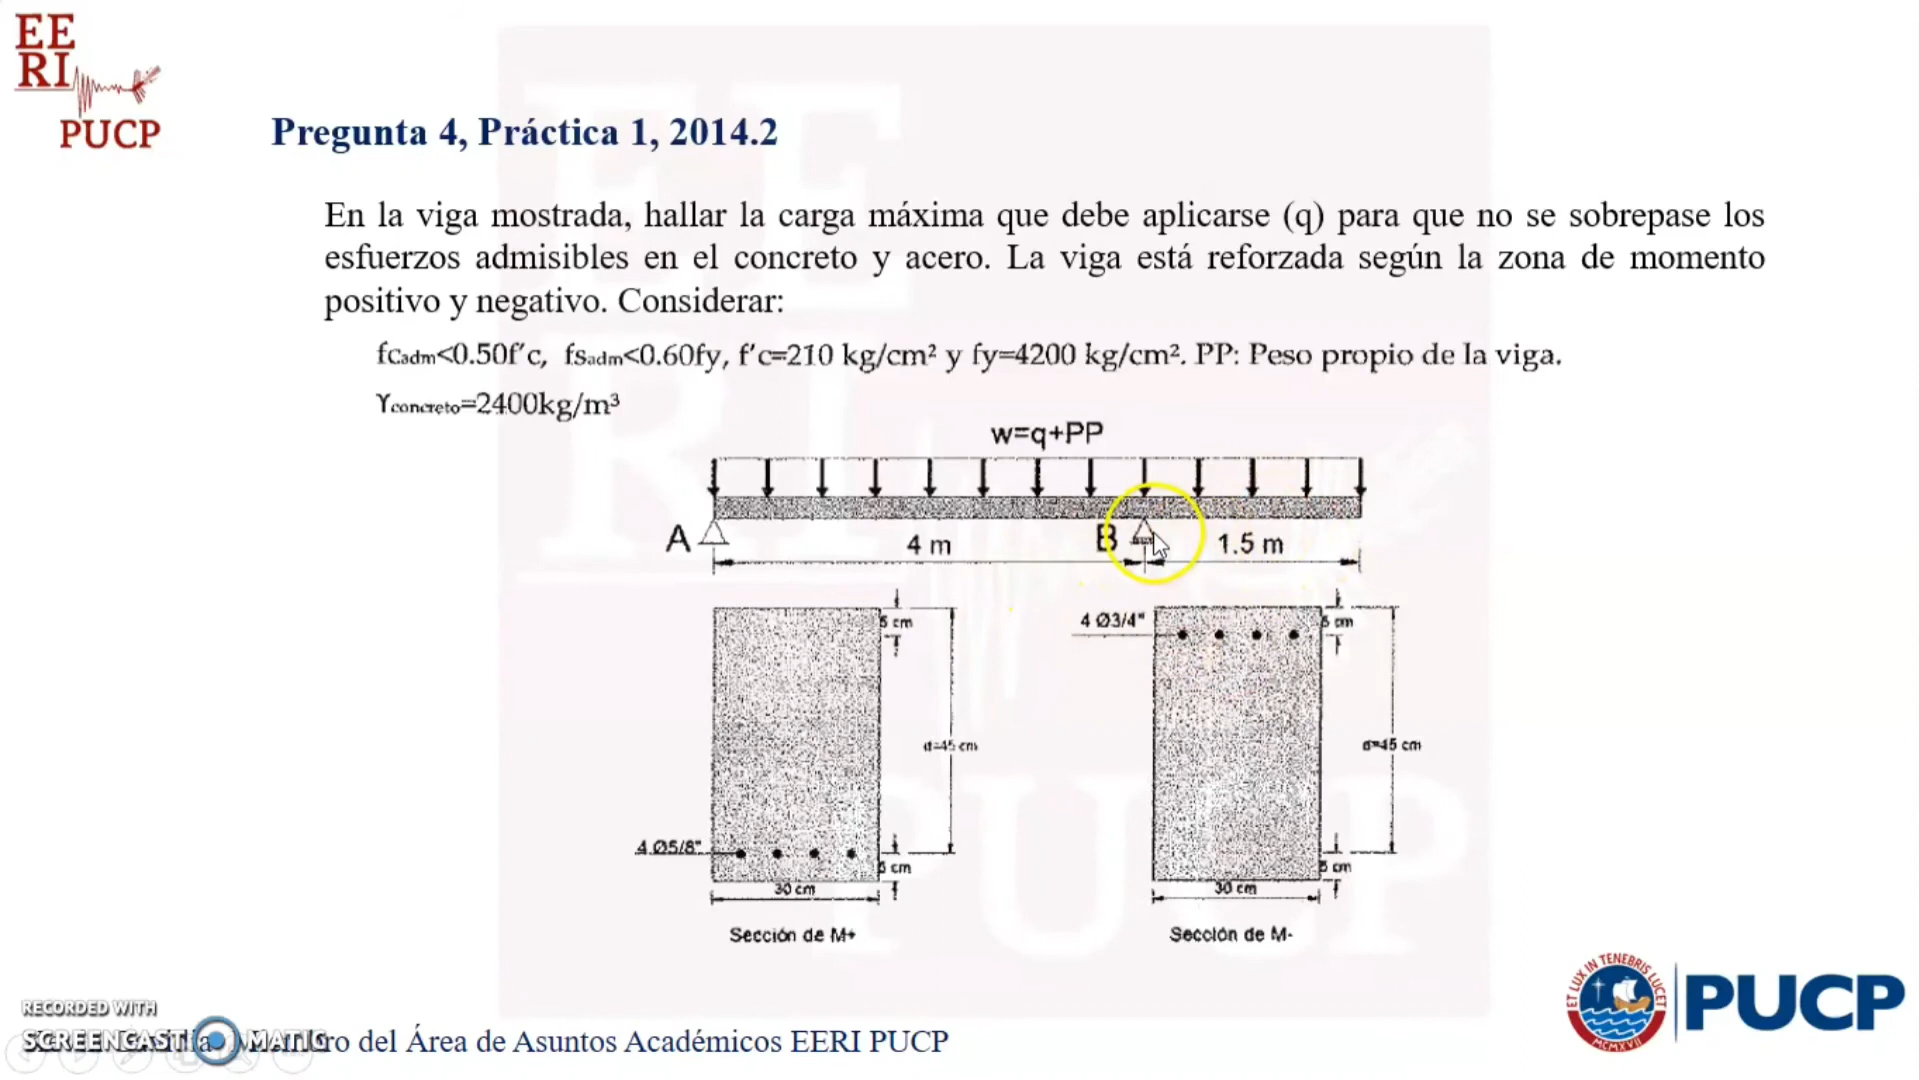 EE
RI
PUCP
Pregunta 4, Práctica 1, 2014.2
En la viga mostrada, hallar la carga máxima que debe aplicarse (q) para que no se sobrepase los
esfuerzos admisibles en el concreto y acero. La viga está reforzada según la zona de momento
positivo y negativo. Considerar:
fcadm<0.50f'c, fsadm<0.60fy, f'c=210 kg/cm² y fy=4200 kg/cm². PP: Peso propio de la viga.
ϒconcreto=2400kg/m³
w=q+PP
A
B
4 m
1.5 m
5 cm
4 Ø3/4"
5 cm
d=45 cm
d=45 cm
4 Ø5/8"
5 cm
5 cm
30 cm
30 cm
Sección de M+
Sección de M-
ET LUX IN TENEBRIS LUCET
MCMXVII
PUCP
RECORDED WITH
SCREENCAST MATIC
del Área de Asuntos Académicos EERI PUCP